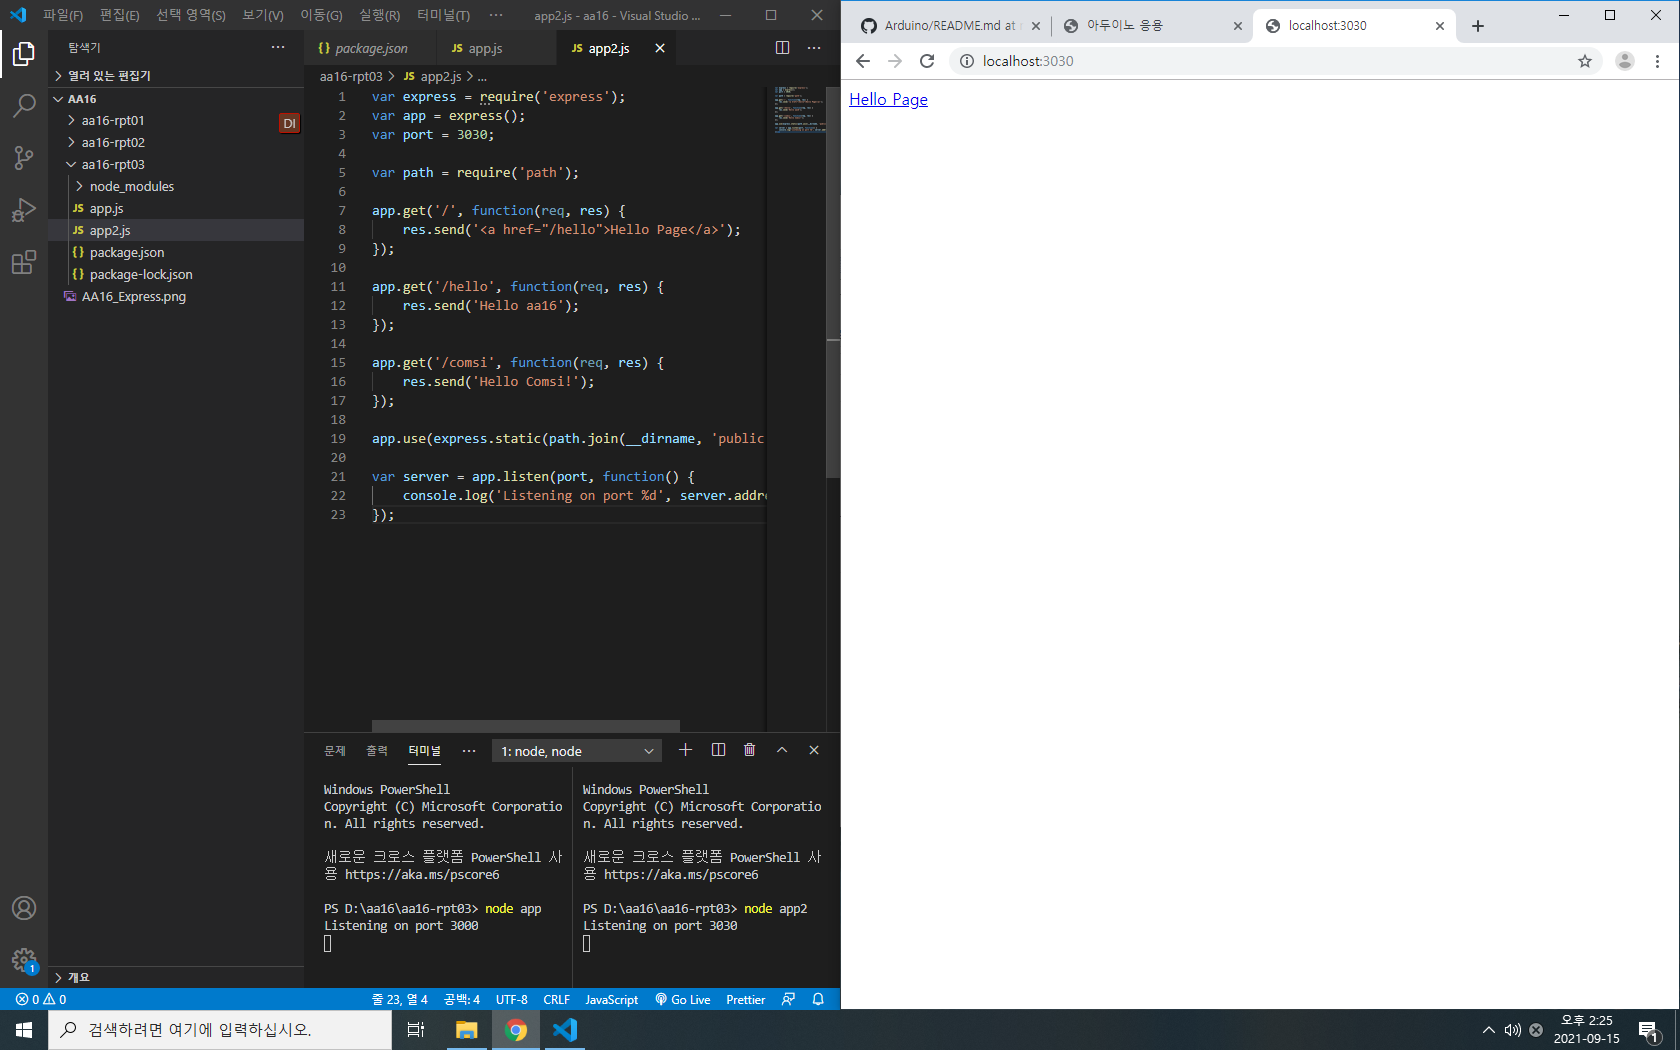 파일(F) 편집(E) 선택 영역(S) 보기(V) 이동(G) 실행(R) 터미널(T) ··· app2.js - aa16 - Visual Studio ...
탐색기 ···
열려 있는 편집기
AA16
aa16-rpt01
DI
aa16-rpt02
aa16-rpt03
node_modules
JS app.js
JS app2.js
{} package.json
{} package-lock.json
AA16_Express.png
개요
{} package.json
JS app.js
JS app2.js
aa16-rpt03 > JS app2.js > ...
1 var express = require('express');
2 var app = express();
3 var port = 3030;
4
5 var path = require('path');
6
7 app.get('/', function(req, res) {
8 res.send('<a href="/hello">Hello Page</a>');
9 });
10
11 app.get('/hello', function(req, res) {
12 res.send('Hello aa16');
13 });
14
15 app.get('/comsi', function(req, res) {
16 res.send('Hello Comsi!');
17 });
18
19 app.use(express.static(path.join(__dirname, 'public
20
21 var server = app.listen(port, function() {
22 console.log('Listening on port %d', server.addre
23 });
문제 출력 터미널 ··· 1: node, node
Windows PowerShell
Copyright (C) Microsoft Corporatio
n. All rights reserved.
새로운 크로스 플랫폼 PowerShell 사
용 https://aka.ms/pscore6
PS D:\aa16\aa16-rpt03> node app
Listening on port 3000
Windows PowerShell
Copyright (C) Microsoft Corporatio
n. All rights reserved.
새로운 크로스 플랫폼 PowerShell 사
용 https://aka.ms/pscore6
PS D:\aa16\aa16-rpt03> node app2
Listening on port 3030
1
0 0 줄 23, 열 4 공백: 4 UTF-8 CRLF JavaScript Go Live Prettier
Arduino/README.md at
아두이노 응용
localhost:3030
localhost:3030
Hello Page
검색하려면 여기에 입력하십시오.
오후 2:25
2021-09-15
1